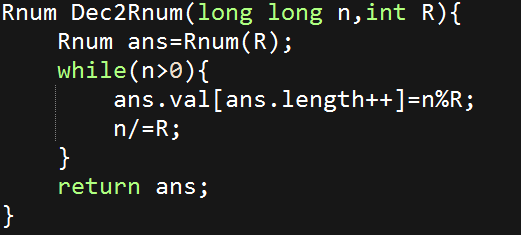 Rnum Dec2Rnum(long long n,int R){
    Rnum ans=Rnum(R);
    while(n>0){
        ans.val[ans.length++]=n%R;
        n/=R;
    }
    return ans;
}